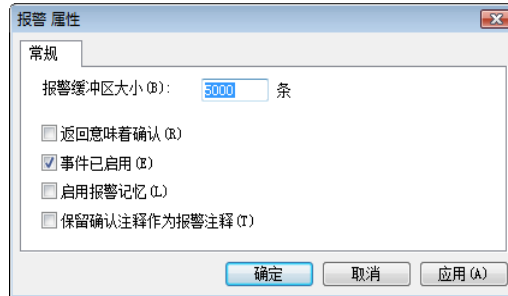 报警 属性
常规
报警缓冲区大小(B): 5000 条
返回意味着确认(R)
事件已启用(E)
启用报警记忆(L)
保留确认注释作为报警注释(T)
确定 取消 应用(A)